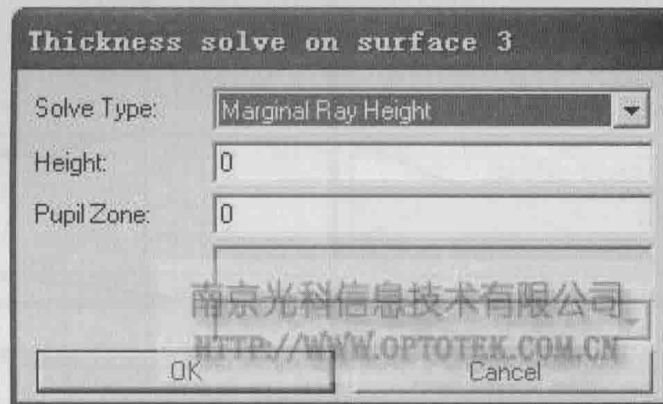 Thickness solve on surface 3
Solve Type: Marginal Ray Height
Height: 0
Pupil Zone: 0
南京光科信息技术有限公司
HTTP://WWW.OPTOTEK.COM.CN
OK Cancel